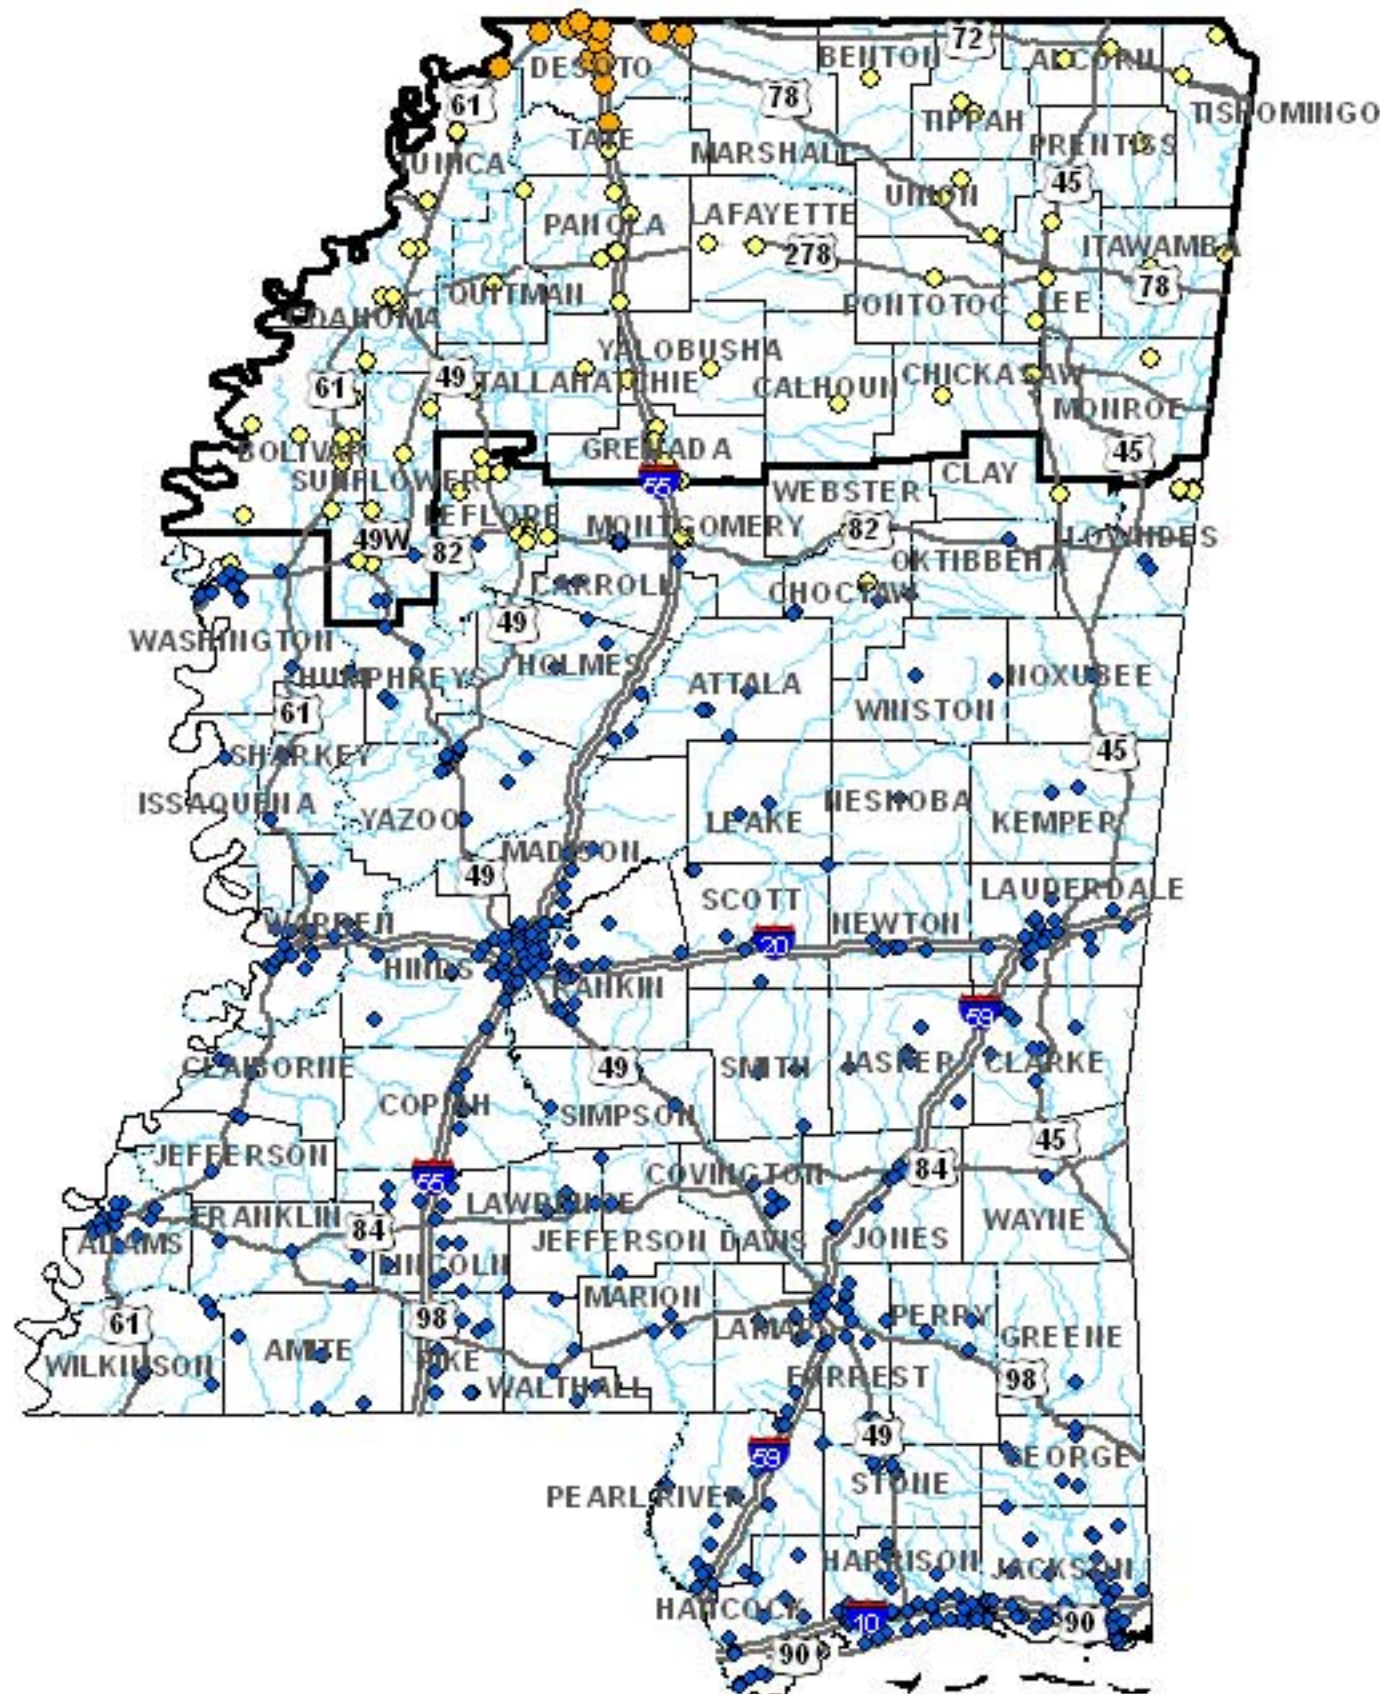 72
BENTON
ALCORN
DESOTO
78
61
TISHOMINGO
TIPPAH
TATE
PRENTISS
MARSHALL
TUNICA
45
UNION
LAFAYETTE
PANOLA
ITAWAMBA
278
78
QUITMAN
PONTOTOC
LEE
COAHOMA
YALOBUSHA
49
61
TALLAHATCHIE
CHICKASAW
CALHOUN
MONROE
GRENADA
BOLIVAR
45
CLAY
SUNFLOWER
55
WEBSTER
LEFLORE
MONTGOMERY
82
49W
LOWNDES
82
OKTIBBEHA
CARROLL
CHOCTAW
49
WASHINGTON
HOLMES
HUMPHREYS
NOXUBEE
ATTALA
WINSTON
61
SHARKEY
45
ISSAQUENA
NESHOBA
YAZOO
LEAKE
KEMPER
MADISON
49
LAUDERDALE
SCOTT
WARREN
NEWTON
20
HINDS
RANKIN
59
CLAIBORNE
49
SMITH
JASPER
CLARKE
COPIAH
SIMPSON
45
JEFFERSON
55
COVINGTON
84
LAWRENCE
FRANKLIN
84
WAYNE
ADAMS
JEFFERSON DAVIS
JONES
LINCOLN
MARION
61
98
LAMAR
PERRY
GREENE
AMITE
PIKE
WILKINSON
WALTHALL
FORREST
98
49
59
GEORGE
STONE
PEARL RIVER
HARRISON
JACKSON
HANCOCK
10
90
90